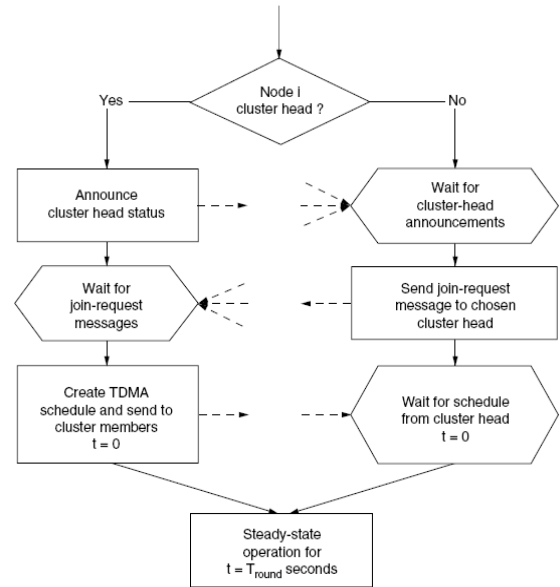 Node i
cluster head ?
Yes
No
Announce
cluster head status
Wait for
cluster-head
announcements
Wait for
join-request
messages
Send join-request
message to chosen
cluster head
Create TDMA
schedule and send to
cluster members
t = 0
Wait for schedule
from cluster head
t = 0
Steady-state
operation for
t = Tround seconds